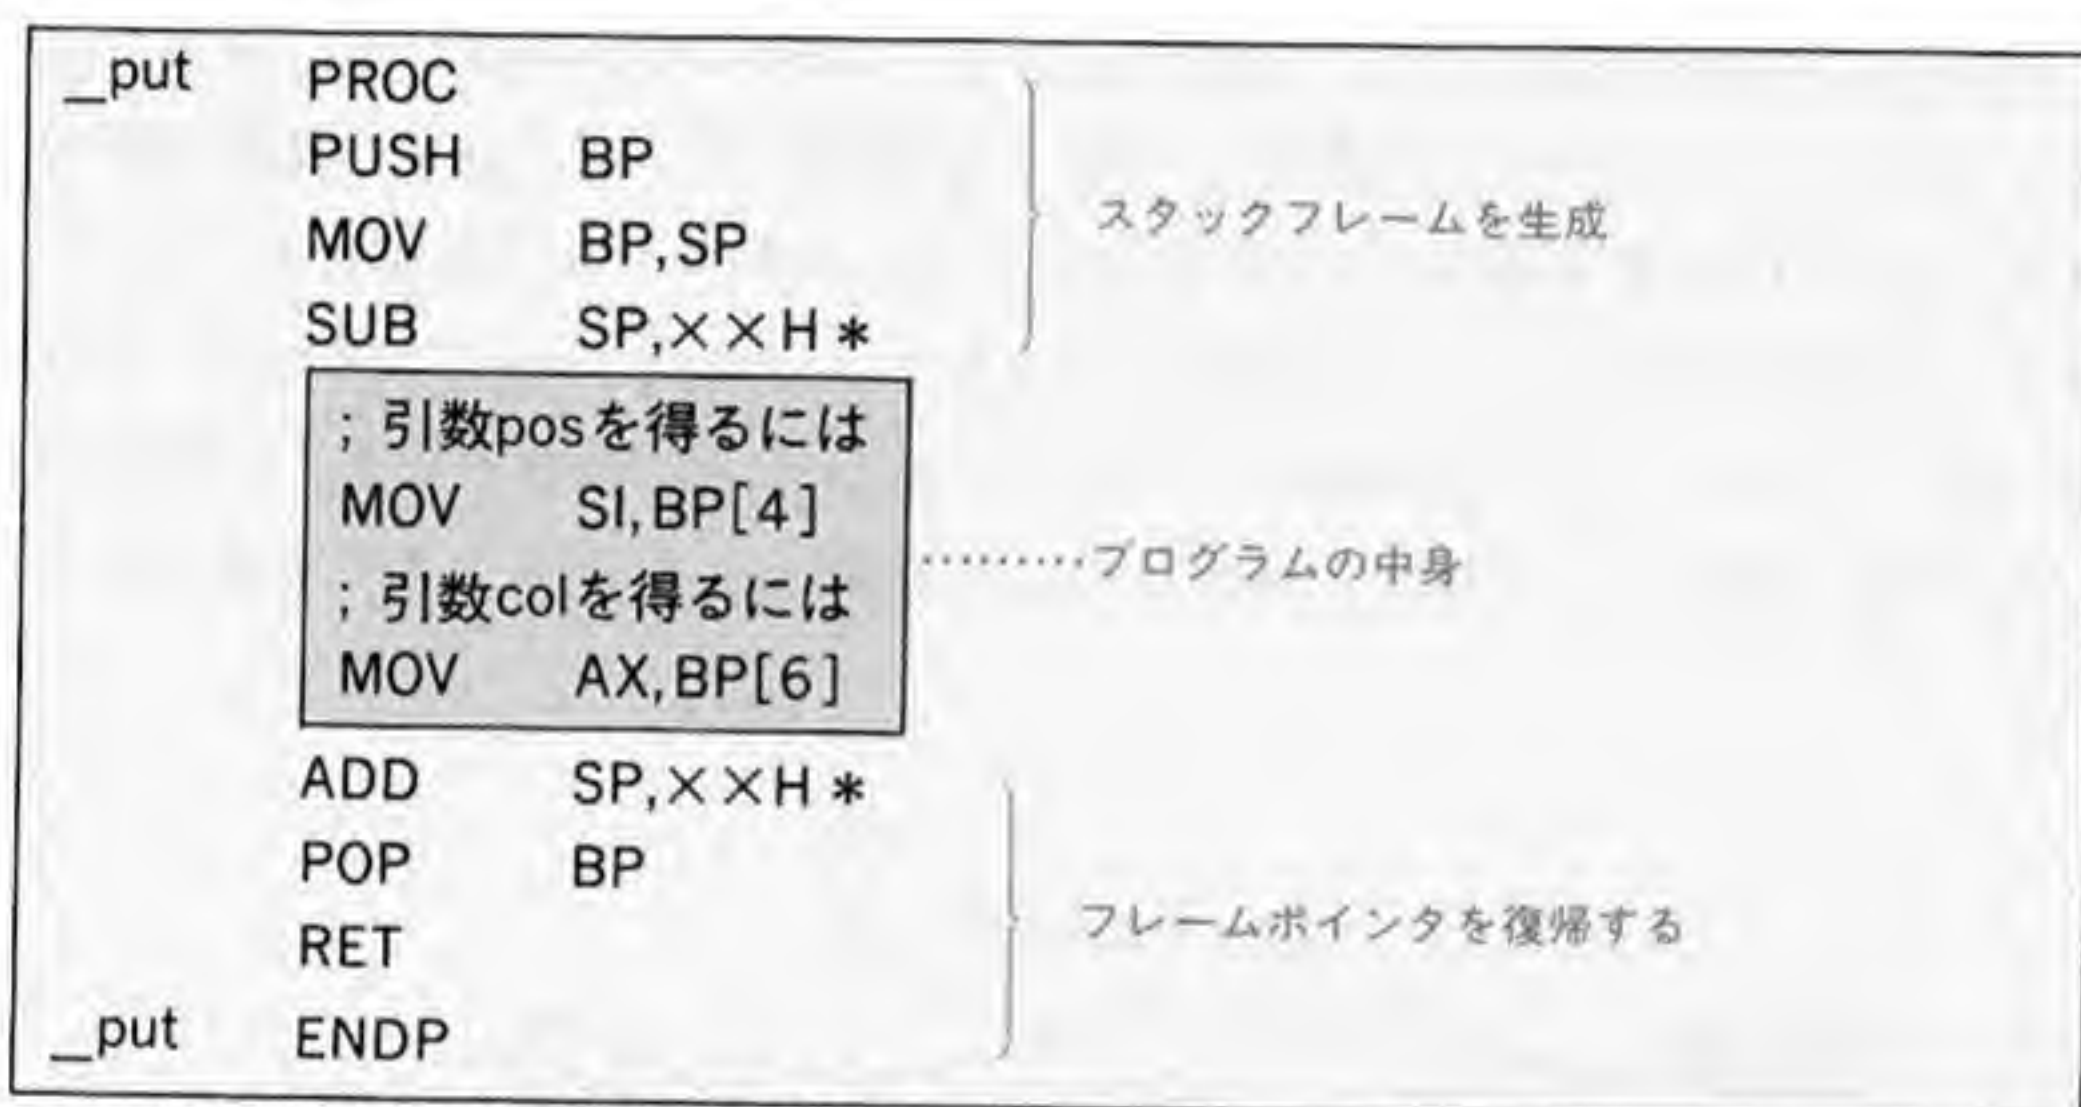 _put PROC
PUSH BP
MOV BP,SP
スタックフレームを生成
SUB SP,××H*
;引数posを得るには
MOV SI,BP[4]
………プログラムの中身
;引数colを得るには
MOV AX,BP[6]
ADD SP,××H*
POP BP
フレームポインタを復帰する
RET
_put ENDP